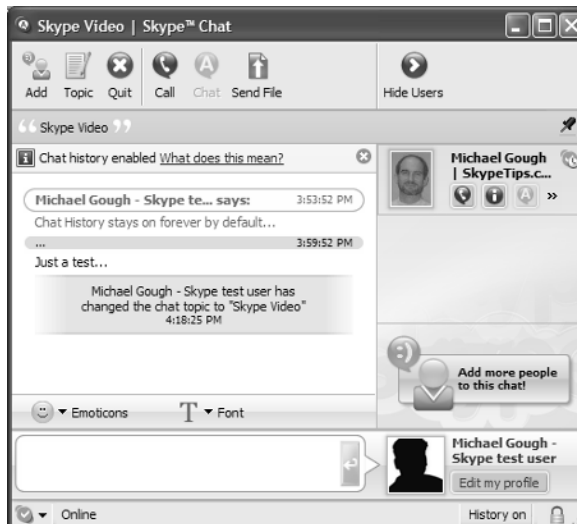 Skype Video | Skype™ Chat
Add Topic Quit Call Chat Send File Hide Users
“ Skype Video ”
Chat history enabled What does this mean?
Michael Gough - Skype te... says: 3:53:52 PM
Chat History stays on forever by default...
... 3:59:52 PM
Just a test...
Michael Gough - Skype test user has
changed the chat topic to "Skype Video"
4:18:25 PM
Michael Gough
| SkypeTips.c...
Add more people
to this chat!
Emoticons T Font
Michael Gough -
Skype test user
Edit my profile
Online History on